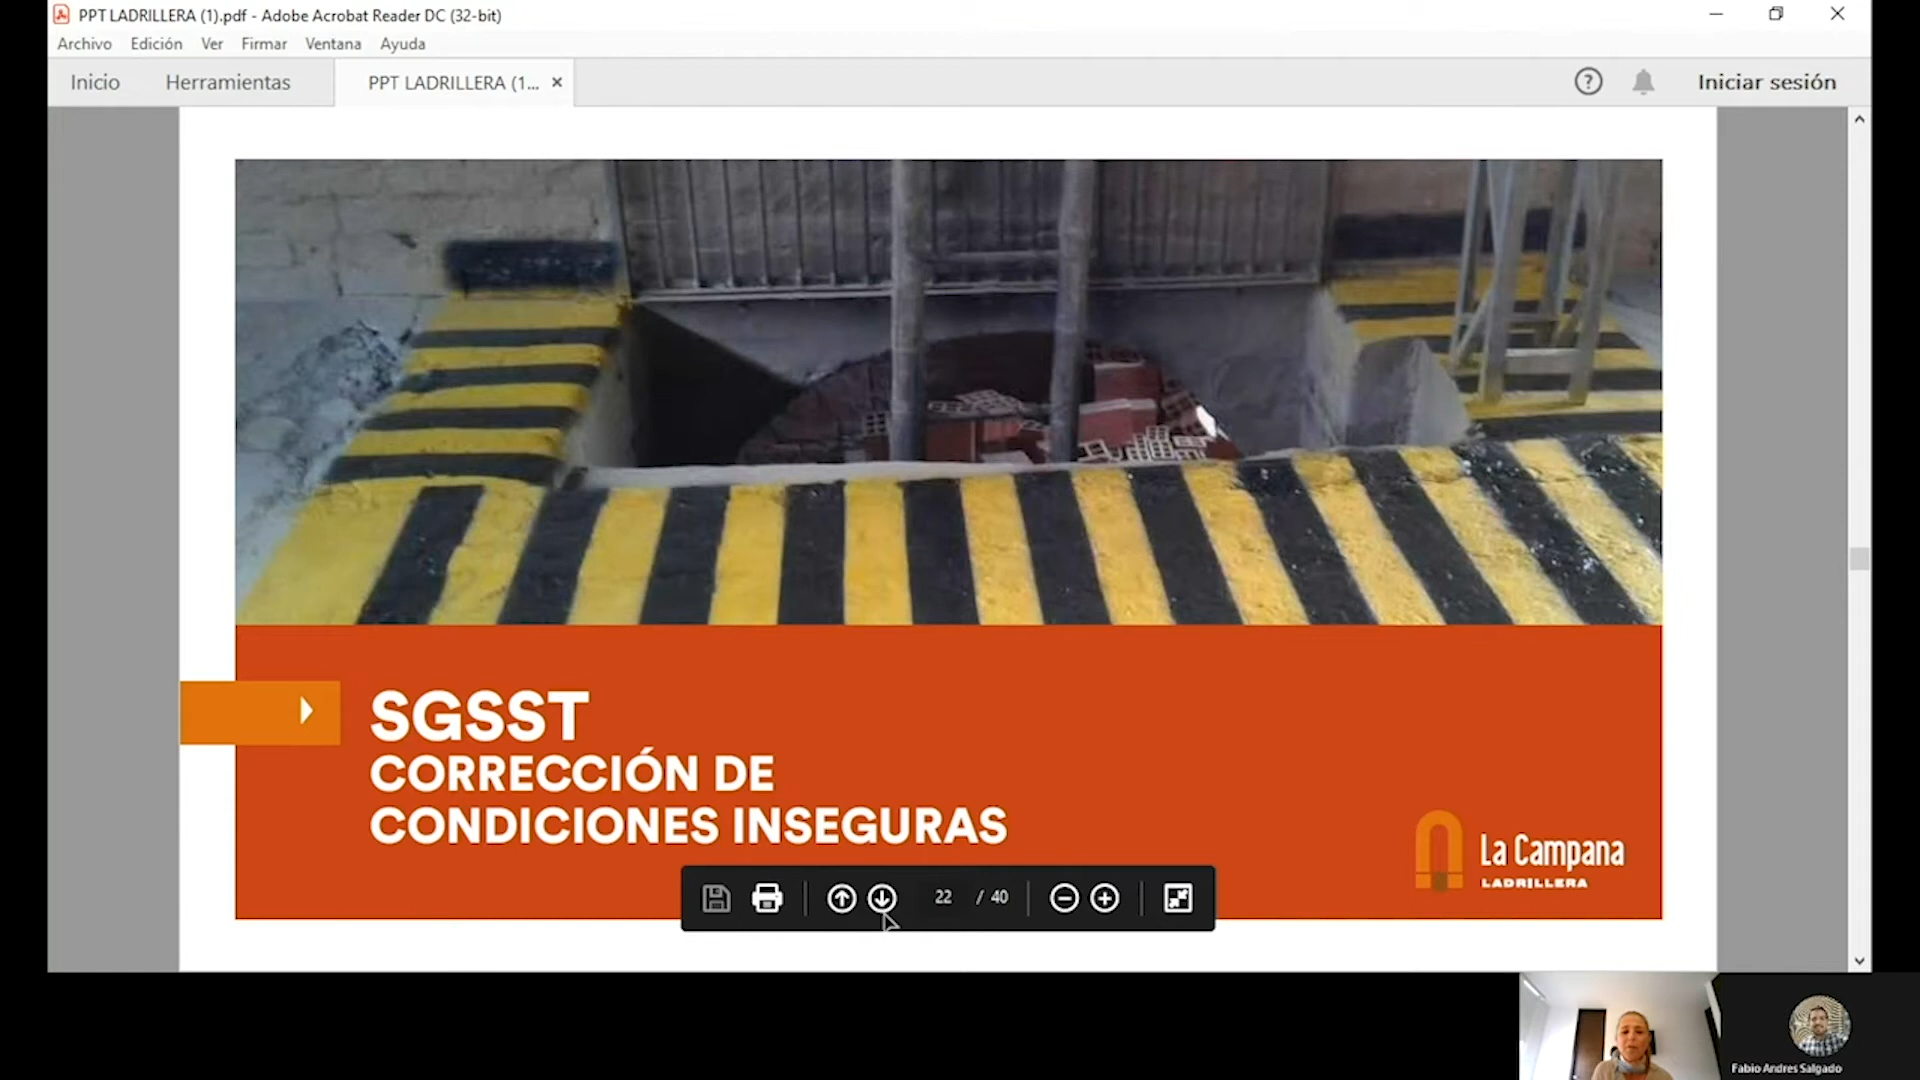 PPT LADRILLERA (1).pdf - Adobe Acrobat Reader DC (32-bit)
Archivo Edición Ver Firmar Ventana Ayuda
Inicio Herramientas PPT LADRILLERA (1... × Iniciar sesión
SGSST
CORRECCIÓN DE
CONDICIONES INSEGURAS
La Campana
LADRILLERA
22 / 40
Fabio Andres Salgado